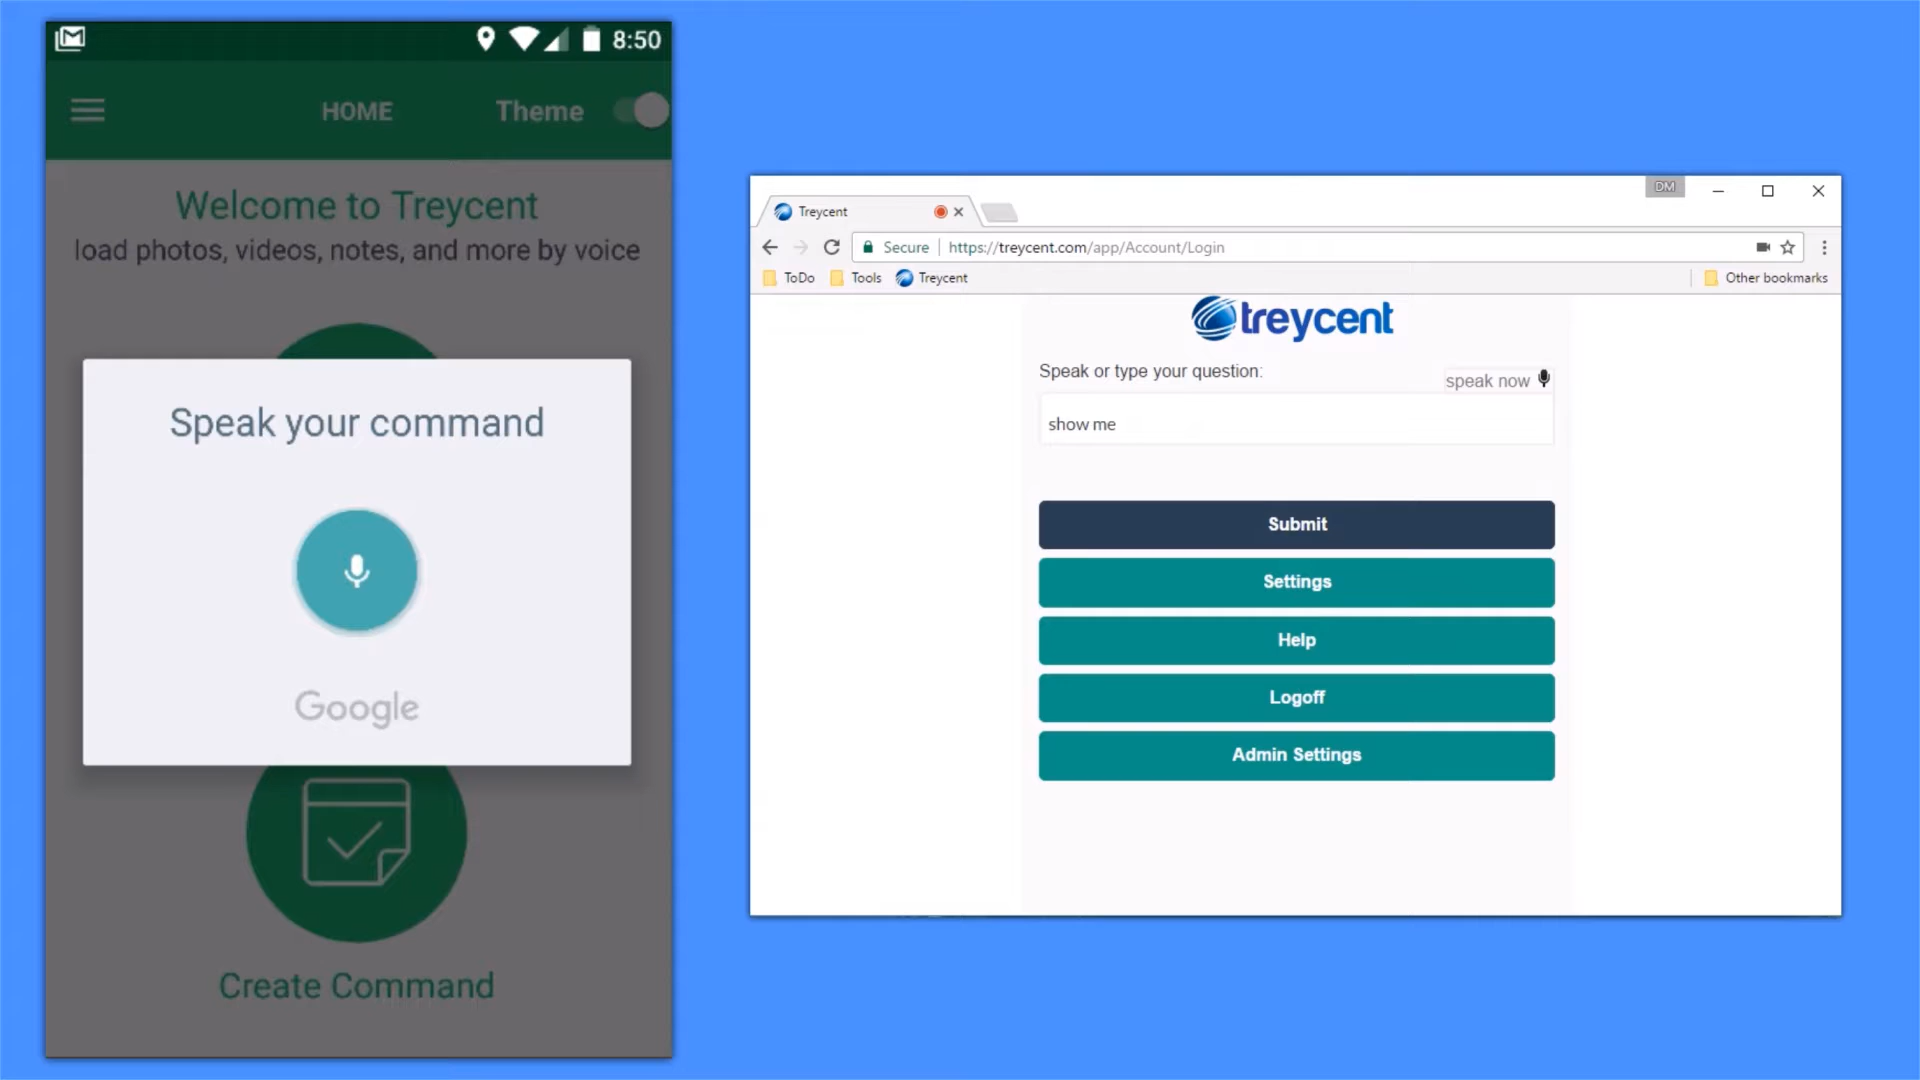 8:50
HOME
Theme
Welcome to Treycent
load photos, videos, notes, and more by voice
Speak your command
Google
Create Command
DM
Treycent
Secure
https://treycent.com/app/Account/Login
ToDo
Tools
Treycent
Other bookmarks
treycent
Speak or type your question:
speak now
show me
Submit
Settings
Help
Logoff
Admin Settings